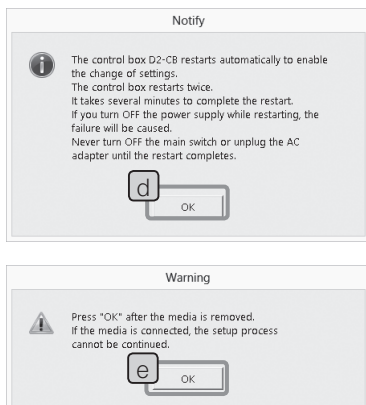 Notify
The control box D2-CB restarts automatically to enable
the change of settings.
The control box restarts twice.
It takes several minutes to complete the restart.
If you turn OFF the power supply while restarting, the
failure will be caused.
Never turn OFF the main switch or unplug the AC
adapter until the restart completes.
d
OK
Warning
Press "OK" after the media is removed.
If the media is connected, the setup process
cannot be continued.
e
OK